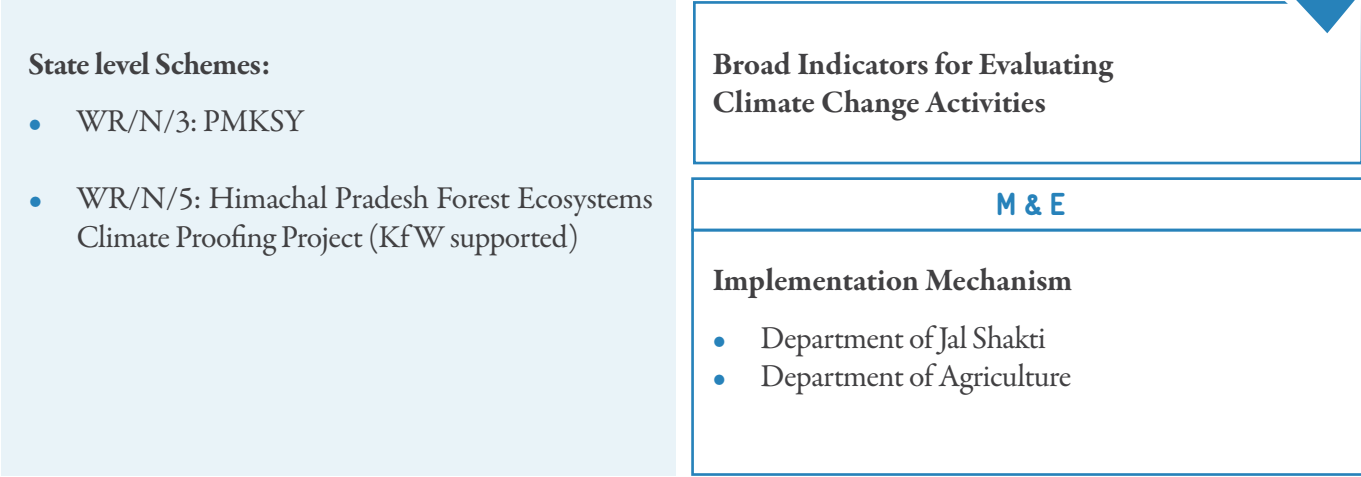 State level Schemes:
• WR/N/3: PMKSY
• WR/N/5: Himachal Pradesh Forest Ecosystems
Climate Proofing Project (KfW supported)
Broad Indicators for Evaluating
Climate Change Activities
M & E
Implementation Mechanism
• Department of Jal Shakti
• Department of Agriculture